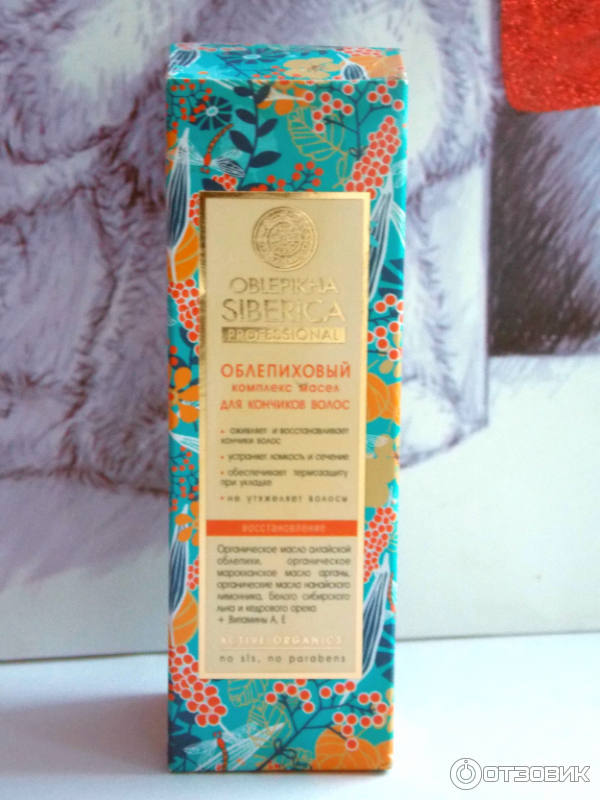 OBLEPIKHA
SIBERICA
PROFESSIONAL
ОБЛЕПИХОВЫЙ
комплекс масел
для кончиков волос
• оживляет и восстанавливает
кончики волос
• устраняет ломкость и сечение
• обеспечивает термозащиту
при укладке
• не утяжеляет волосы
восстановление
Органическое масло алтайской
облепихи, органическое
марокканское масло арганы,
органические масла нанайского
лимонника, белого сибирского
льна и кедрового ореха
+ Витамины А, Е
ACTIVE ORGANICS
no sls, no parabens
ОТЗОВИК